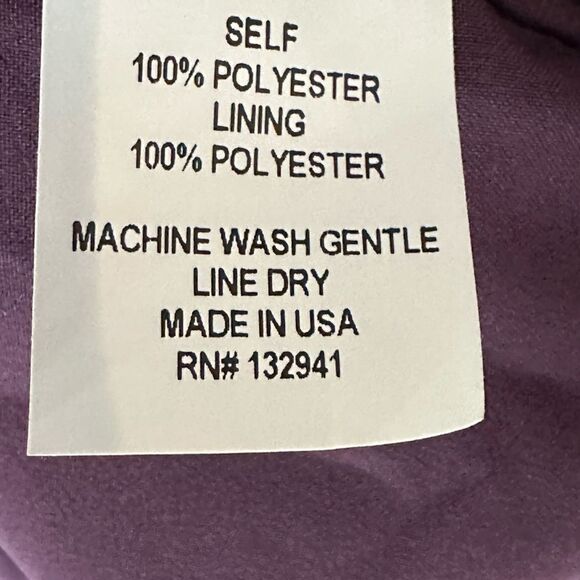 SELF
100% POLYESTER
LINING
100% POLYESTER
MACHINE WASH GENTLE
LINE DRY
MADE IN USA
RN# 132941